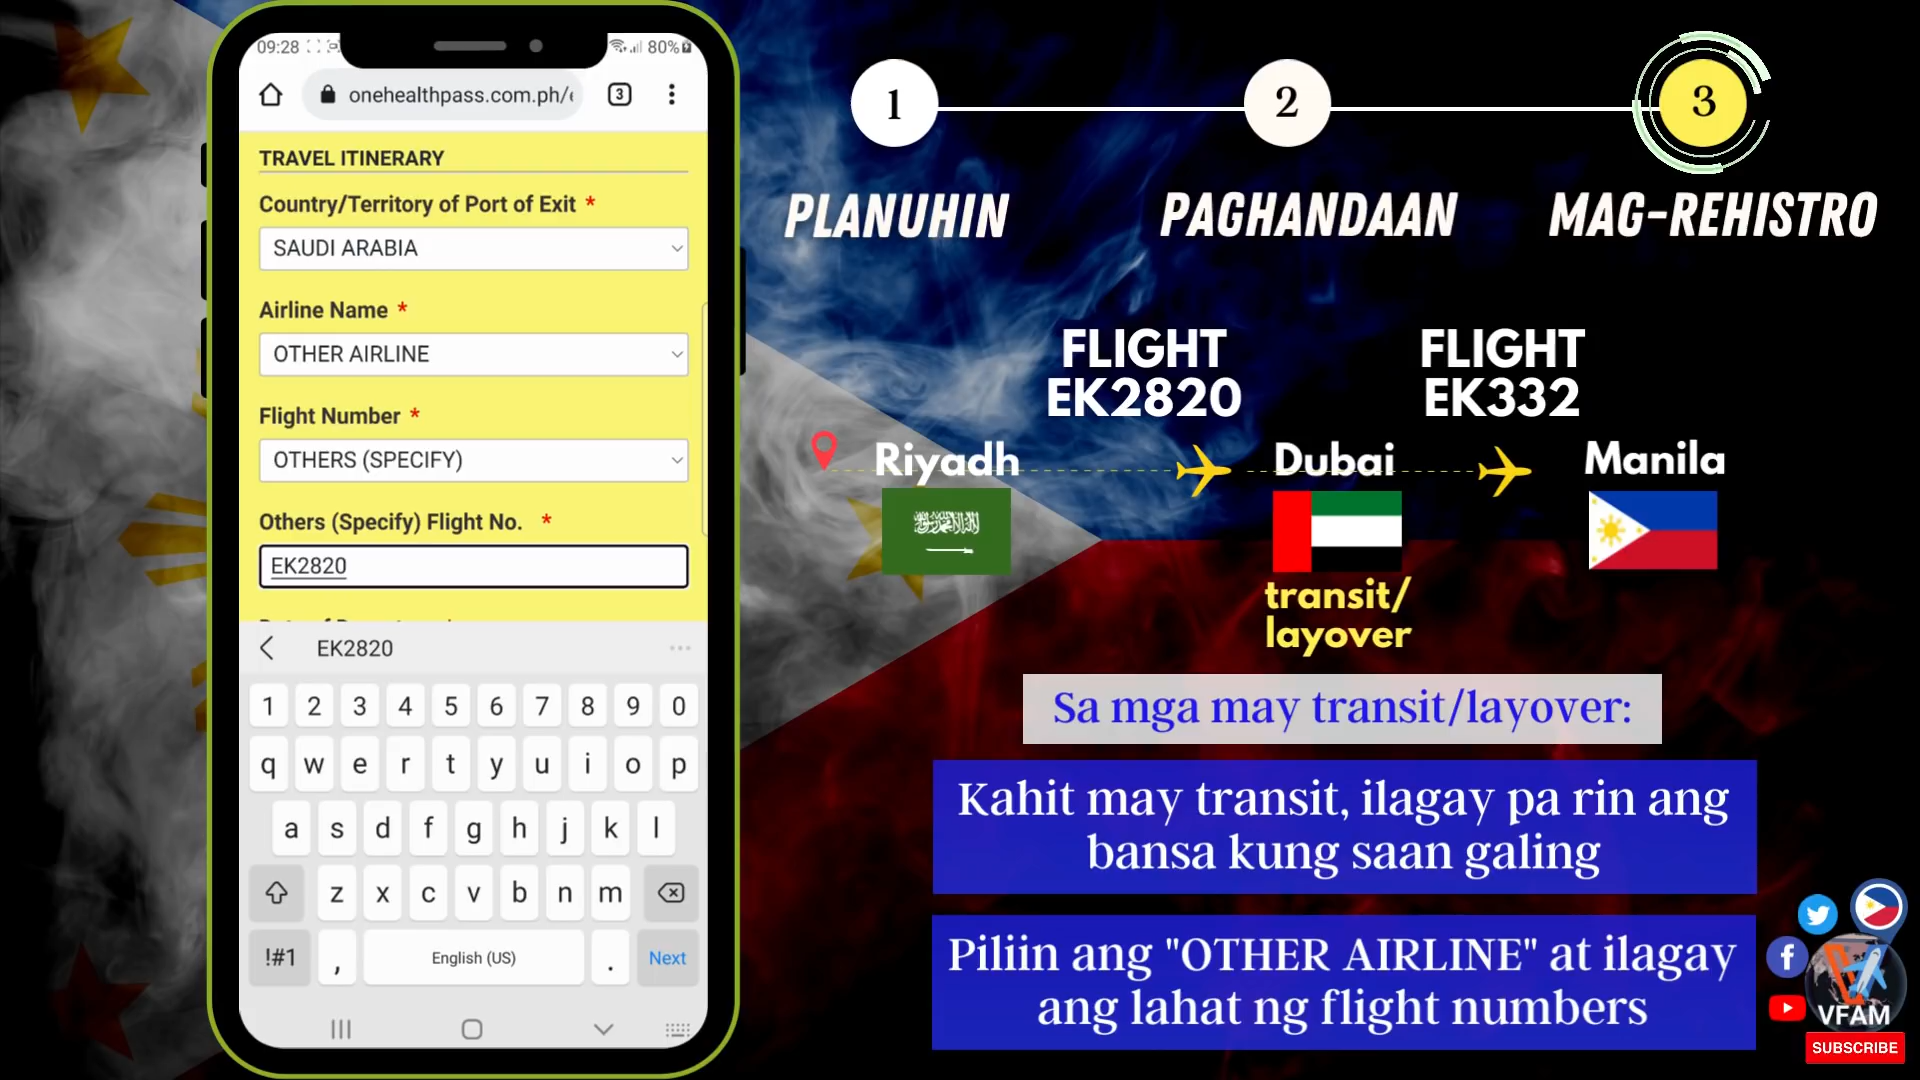 09:28
80%
onehealthpass.com.ph/
3
TRAVEL ITINERARY
Country/Territory of Port of Exit *
SAUDI ARABIA
Airline Name *
OTHER AIRLINE
Flight Number *
OTHERS (SPECIFY)
Others (Specify) Flight No. *
EK2820
EK2820
1 2 3 4 5 6 7 8 9 0
q w e r t y u i o p
a s d f g h j k l
z x c v b n m
!#1 , English (US) . Next
1 2 3
PLANUHIN PAGHANDAAN MAG-REHISTRO
FLIGHT
EK2820
FLIGHT
EK332
Riyadh Dubai Manila
transit/
layover
Sa mga may transit/layover:
Kahit may transit, ilagay pa rin ang
bansa kung saan galing
Piliin ang "OTHER AIRLINE" at ilagay
ang lahat ng flight numbers
VFAM
SUBSCRIBE